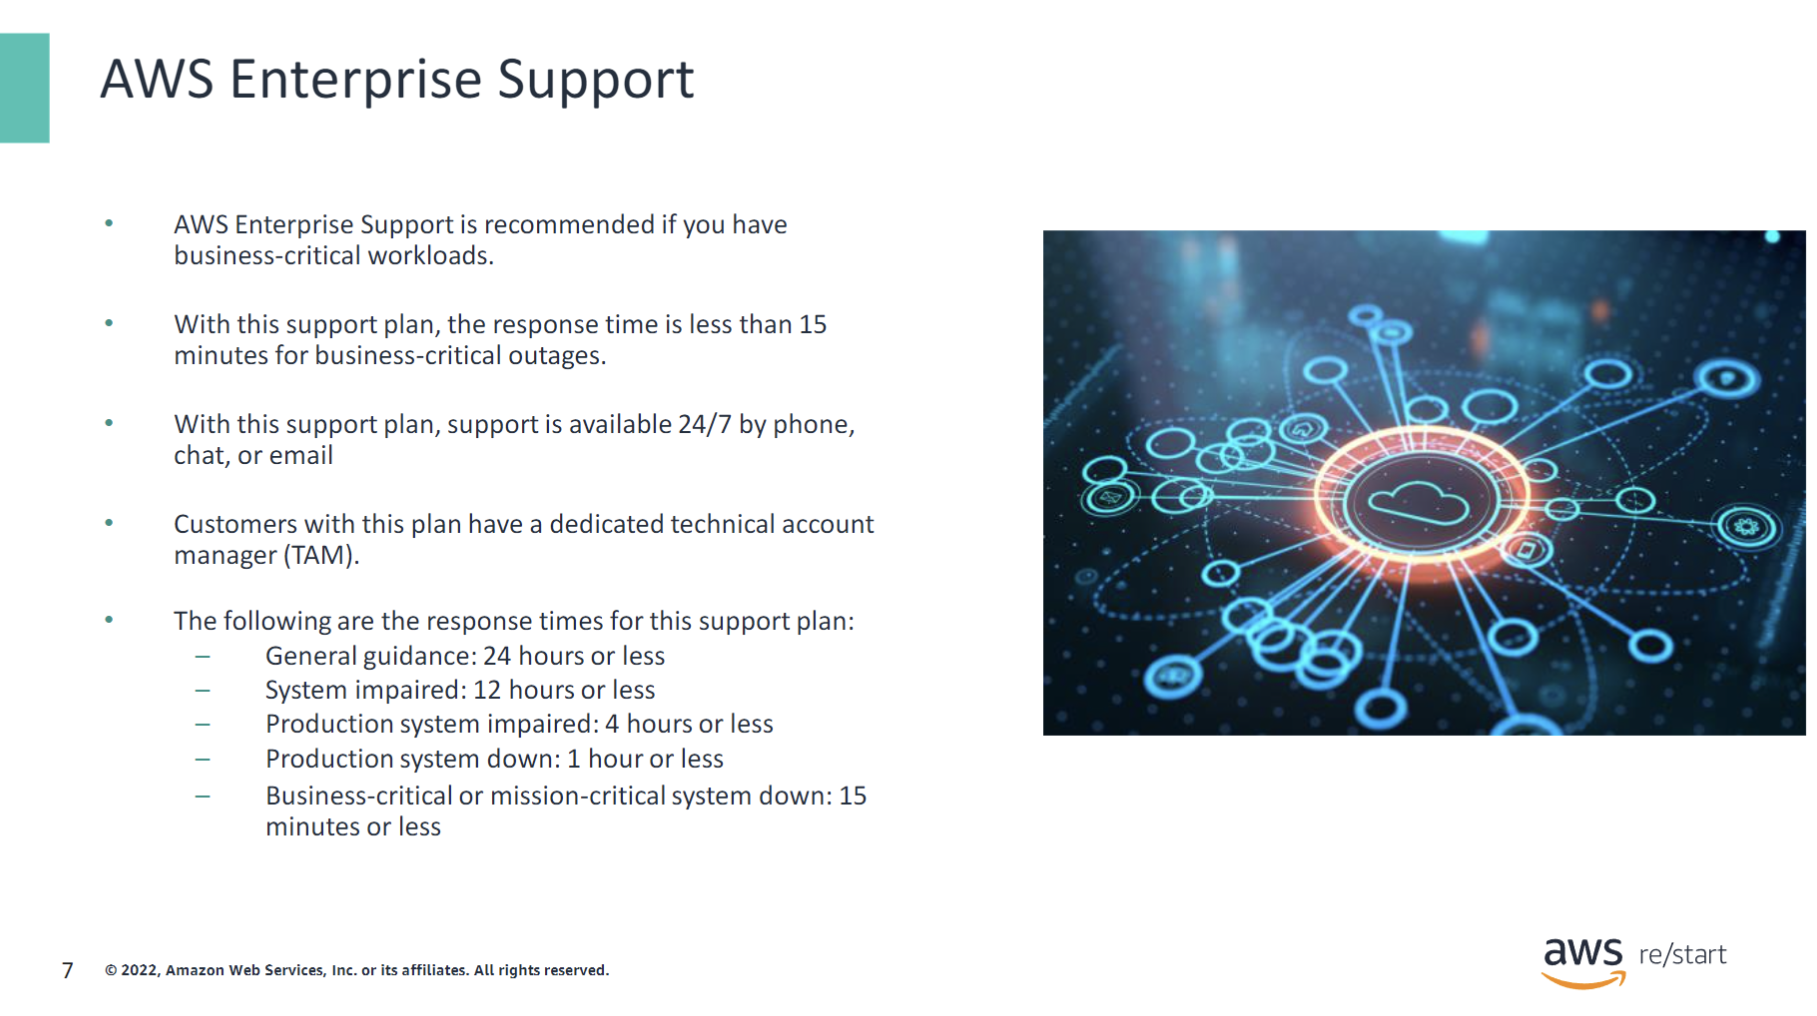 AWS Enterprise Support
• AWS Enterprise Support is recommended if you have
business-critical workloads.
• With this support plan, the response time is less than 15
minutes for business-critical outages.
• With this support plan, support is available 24/7 by phone,
chat, or email
• Customers with this plan have a dedicated technical account
manager (TAM).
• The following are the response times for this support plan:
– General guidance: 24 hours or less
– System impaired: 12 hours or less
– Production system impaired: 4 hours or less
– Production system down: 1 hour or less
– Business-critical or mission-critical system down: 15
minutes or less
7 © 2022, Amazon Web Services, Inc. or its affiliates. All rights reserved.
aws re/start